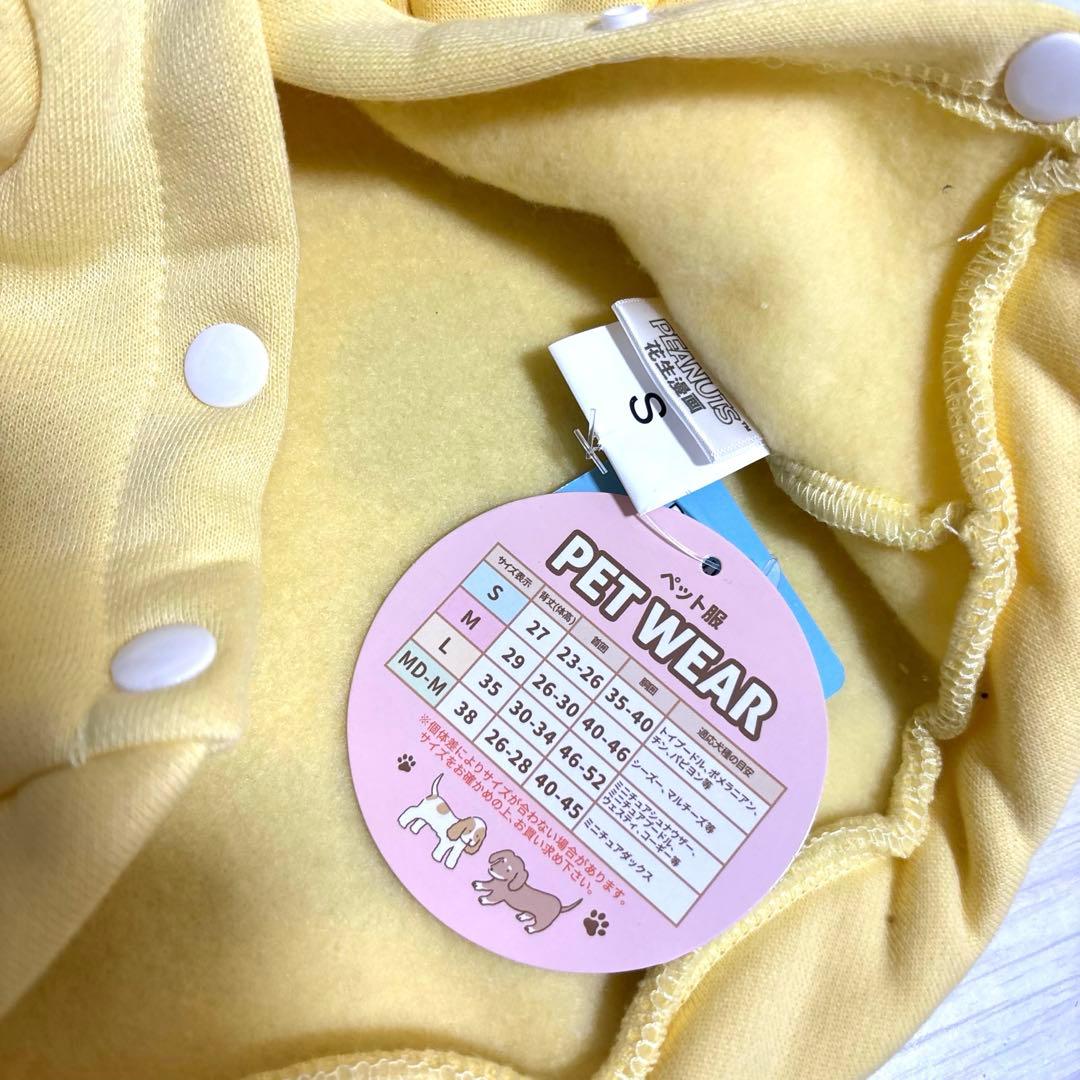 PEANUTS™
花生漫画
S
ペット服
PET WEAR
サイズ表示 背丈(体高) 首囲 胴囲 適応犬種の目安
S 27 23-26 35-40 トイプードル、ポメラニアン、
チン、パピヨン等
M 29 26-30 40-46 シーズー、マルチーズ等
L 35 30-34 46-52 ミニチュアシュナウザー、
ミニチュアプードル、
ウエスティ、コーギー等
MD-M 38 26-28 40-45 ミニチュアダックス
※個体差によりサイズが合わない場合があります。
サイズをお確かめの上、お買い求め下さい。